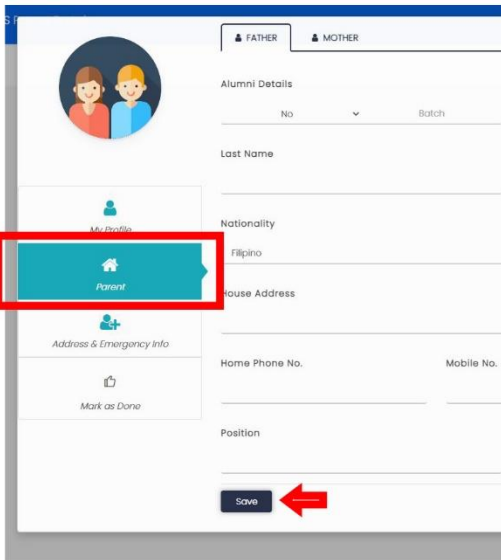 FATHER MOTHER
Alumni Details
No Batch
Last Name
My Profile
Nationality
Filipino
Parent
House Address
Address & Emergency Info
Home Phone No. Mobile No.
Mark as Done
Position
Save